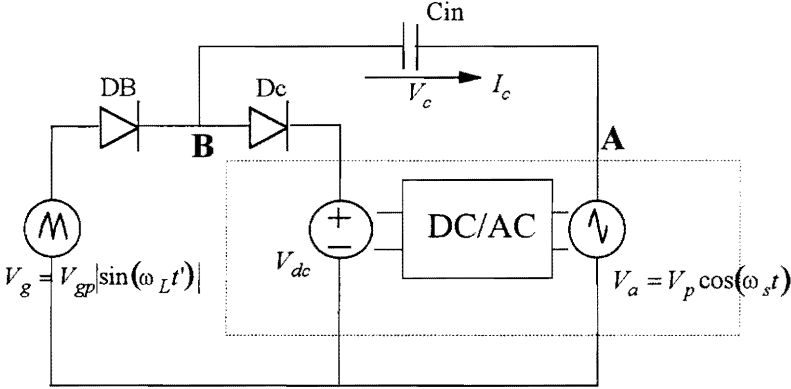 Cin
DB
Dc
V_c
I_c
B
A
+
−
DC/AC
V_dc
V_g = V_gp|sin(ω_L t')|
V_a = V_p cos(ω_s t)